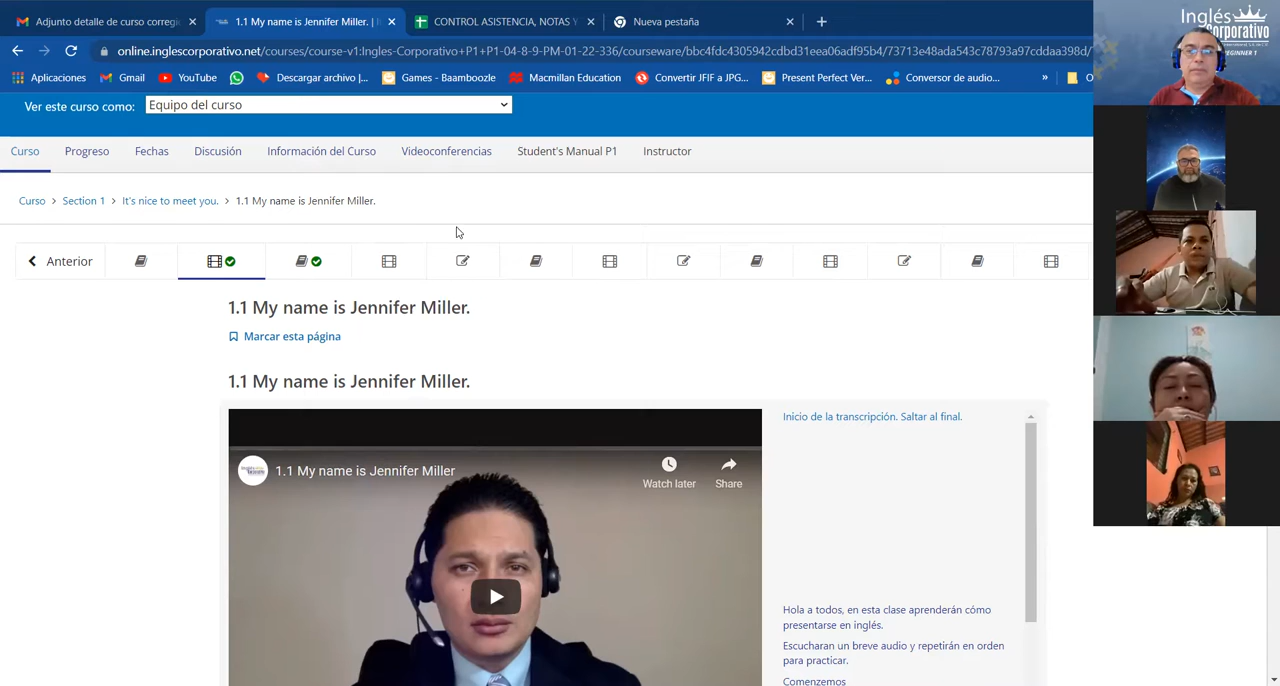 Adjunto detalle de curso corregi
1.1 My name is Jennifer Miller. | I
CONTROL ASISTENCIA, NOTAS Y
Nueva pestaña
online.inglescorporativo.net/courses/course-v1:Ingles-Corporativo+P1+P1-04-8-9-PM-01-22-336/courseware/bbc4fdc4305942cdbd31eea06adf95b4/73713e48ada543c78793a97cddaa398d/
Aplicaciones
Gmail
YouTube
Descargar archivo |...
Games - Baamboozle
Macmillan Education
Convertir JFIF a JPG...
Present Perfect Ver...
Conversor de audio...
»
Ver este curso como:
Equipo del curso
Curso
Progreso
Fechas
Discusión
Información del Curso
Videoconferencias
Student's Manual P1
Instructor
Curso > Section 1 > It's nice to meet you. > 1.1 My name is Jennifer Miller.
Anterior
1.1 My name is Jennifer Miller.
Marcar esta página
1.1 My name is Jennifer Miller.
1.1 My name is Jennifer Miller
Watch later
Share
Inicio de la transcripción. Saltar al final.
Hola a todos, en esta clase aprenderán cómo
presentarse en inglés.
Escucharan un breve audio y repetirán en orden
para practicar.
Comenzemos
Inglés
Corporativo